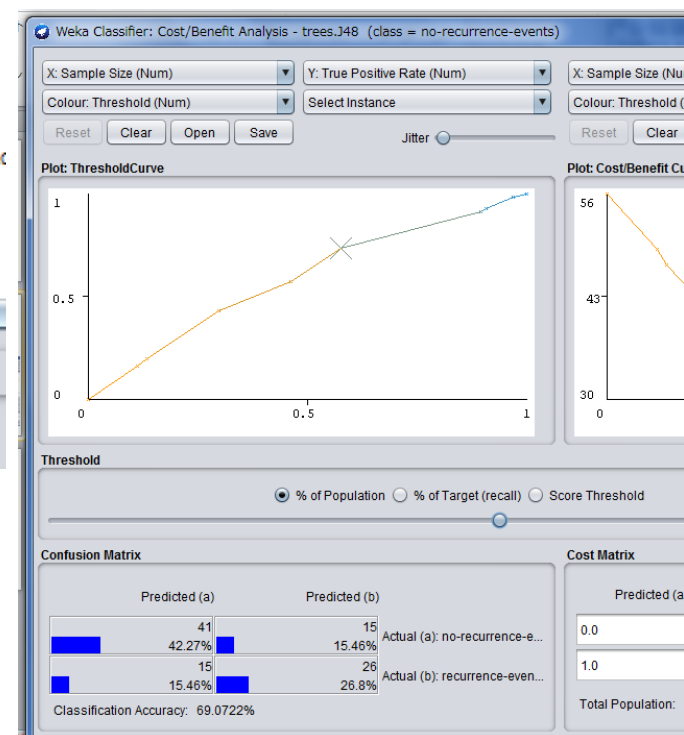 Weka Classifier: Cost/Benefit Analysis - trees.J48 (class = no-recurrence-events)
X: Sample Size (Num)
Y: True Positive Rate (Num)
X: Sample Size (Nu
Colour: Threshold (Num)
Select Instance
Colour: Threshold (
Reset
Clear
Open
Save
Jitter
Reset
Clear
Plot: ThresholdCurve
Plot: Cost/Benefit Cu
1
0.5
0
0
0.5
1
56
43
30
0
Threshold
% of Population
% of Target (recall)
Score Threshold
Confusion Matrix
Cost Matrix
Predicted (a)
Predicted (b)
Predicted (a
41
42.27%
15
15.46%
Actual (a): no-recurrence-e...
0.0
15
15.46%
26
26.8%
Actual (b): recurrence-even...
1.0
Classification Accuracy: 69.0722%
Total Population: